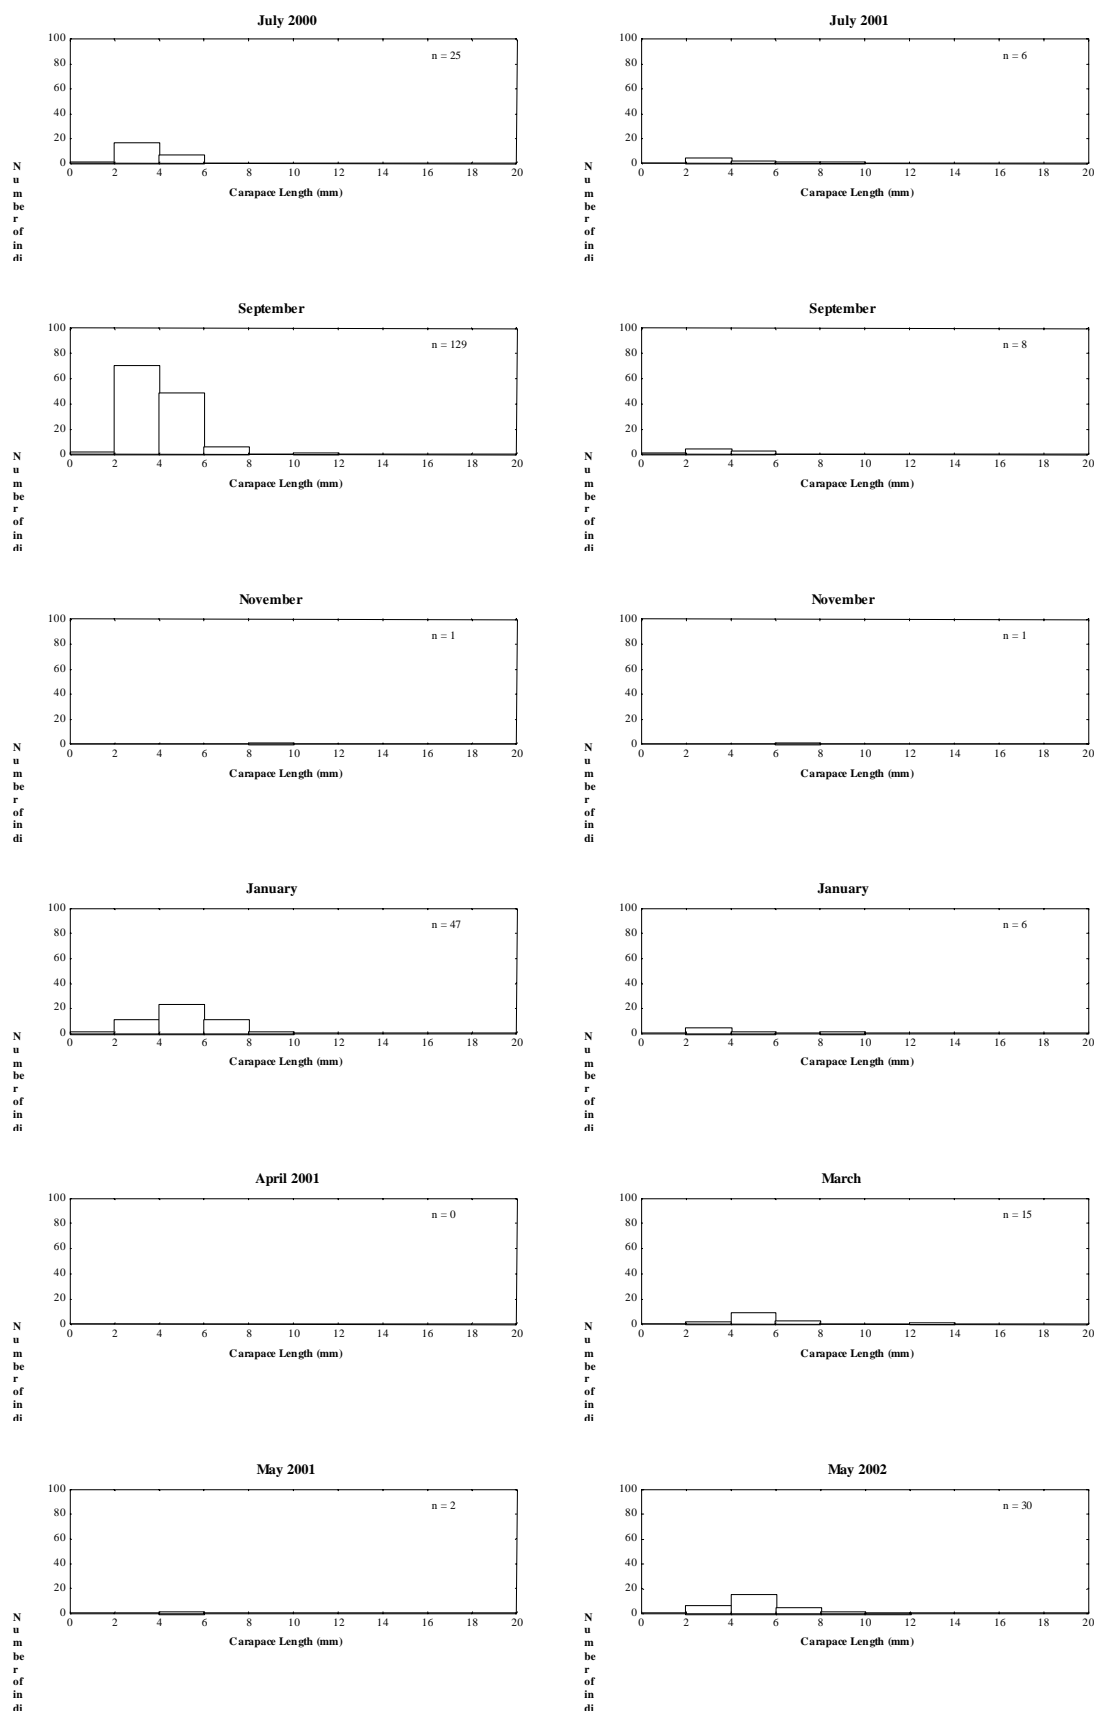 July 2000
100
80
60
40
20
0
n = 25
0 2 4 6 8 10 12 14 16 18 20
Carapace Length (mm)
N
u
m
be
r
of
in
di
July 2001
100
80
60
40
20
0
n = 6
0 2 4 6 8 10 12 14 16 18 20
Carapace Length (mm)
N
u
m
be
r
of
in
di
September
100
80
60
40
20
0
n = 129
0 2 4 6 8 10 12 14 16 18 20
Carapace Length (mm)
N
u
m
be
r
of
in
di
September
100
80
60
40
20
0
n = 8
0 2 4 6 8 10 12 14 16 18 20
Carapace Length (mm)
N
u
m
be
r
of
in
di
November
100
80
60
40
20
0
n = 1
0 2 4 6 8 10 12 14 16 18 20
Carapace Length (mm)
N
u
m
be
r
of
in
di
November
100
80
60
40
20
0
n = 1
0 2 4 6 8 10 12 14 16 18 20
Carapace Length (mm)
N
u
m
be
r
of
in
di
January
100
80
60
40
20
0
n = 47
0 2 4 6 8 10 12 14 16 18 20
Carapace Length (mm)
N
u
m
be
r
of
in
di
January
100
80
60
40
20
0
n = 6
0 2 4 6 8 10 12 14 16 18 20
Carapace Length (mm)
N
u
m
be
r
of
in
di
April 2001
100
80
60
40
20
0
n = 0
0 2 4 6 8 10 12 14 16 18 20
Carapace Length (mm)
N
u
m
be
r
of
in
di
March
100
80
60
40
20
0
n = 15
0 2 4 6 8 10 12 14 16 18 20
Carapace Length (mm)
N
u
m
be
r
of
in
di
May 2001
100
80
60
40
20
0
n = 2
0 2 4 6 8 10 12 14 16 18 20
Carapace Length (mm)
N
u
m
be
r
of
in
di
May 2002
100
80
60
40
20
0
n = 30
0 2 4 6 8 10 12 14 16 18 20
Carapace Length (mm)
N
u
m
be
r
of
in
di